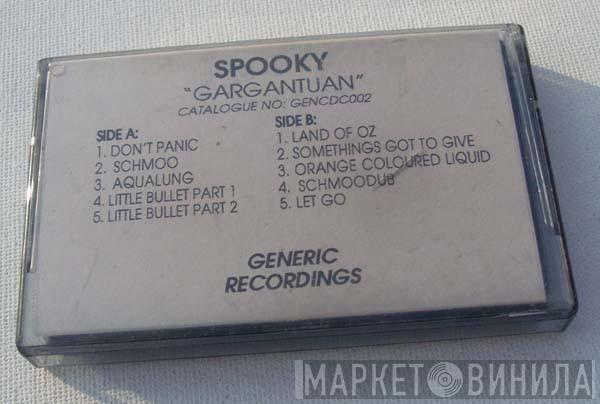 SPOOKY
"GARGANTUAN"
CATALOGUE NO: GENCDC002
SIDE A:
1. DON'T PANIC
2. SCHMOO
3. AQUALUNG
4. LITTLE BULLET PART 1
5. LITTLE BULLET PART 2
SIDE B:
1. LAND OF OZ
2. SOMETHINGS GOT TO GIVE
3. ORANGE COLOURED LIQUID
4. SCHMOODUB
5. LET GO
GENERIC
RECORDINGS
МАРКЕТ ВИНИЛА